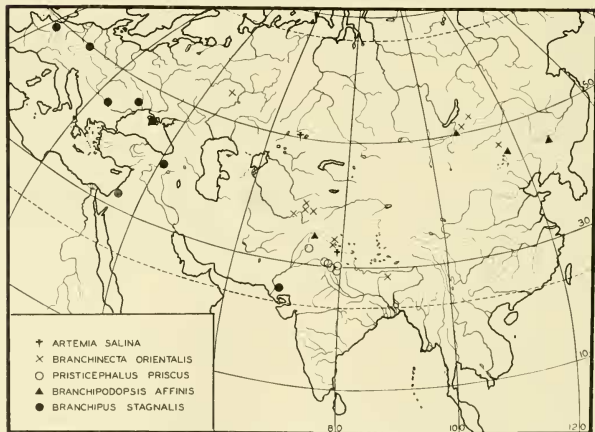 50
30
10
✝ ARTEMIA SALINA
× BRANCHINECTA ORIENTALIS
○ PRISTICEPHALUS PRISCUS
▲ BRANCHIPODOPSIS AFFINIS
● BRANCHIPUS STAGNALIS
80
100
120